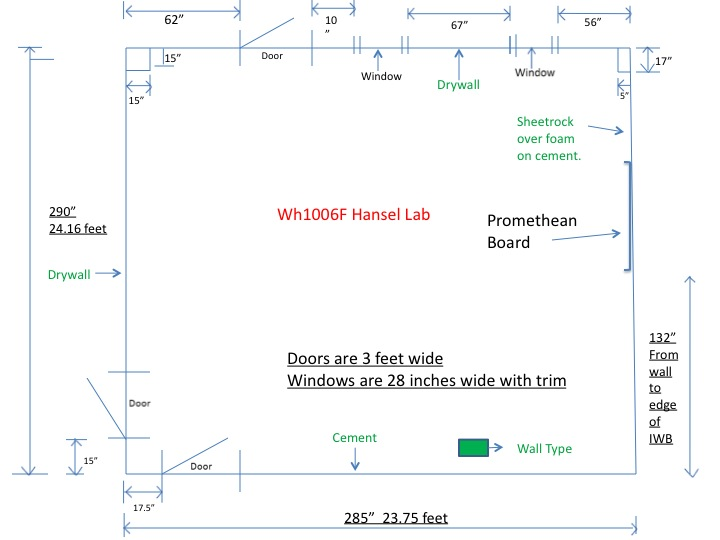 62”
10
”
67”
56”
Door
15”
Window
Drywall
Window
17”
15”
5”
Sheetrock
over foam
on cement.
290”
24.16 feet
Wh1006F Hansel Lab
Promethean
Board
Drywall
132”
From
wall
to
edge
of
IWB
Doors are 3 feet wide
Windows are 28 inches wide with trim
Door
Cement
Wall Type
15”
Door
17.5”
285”  23.75 feet